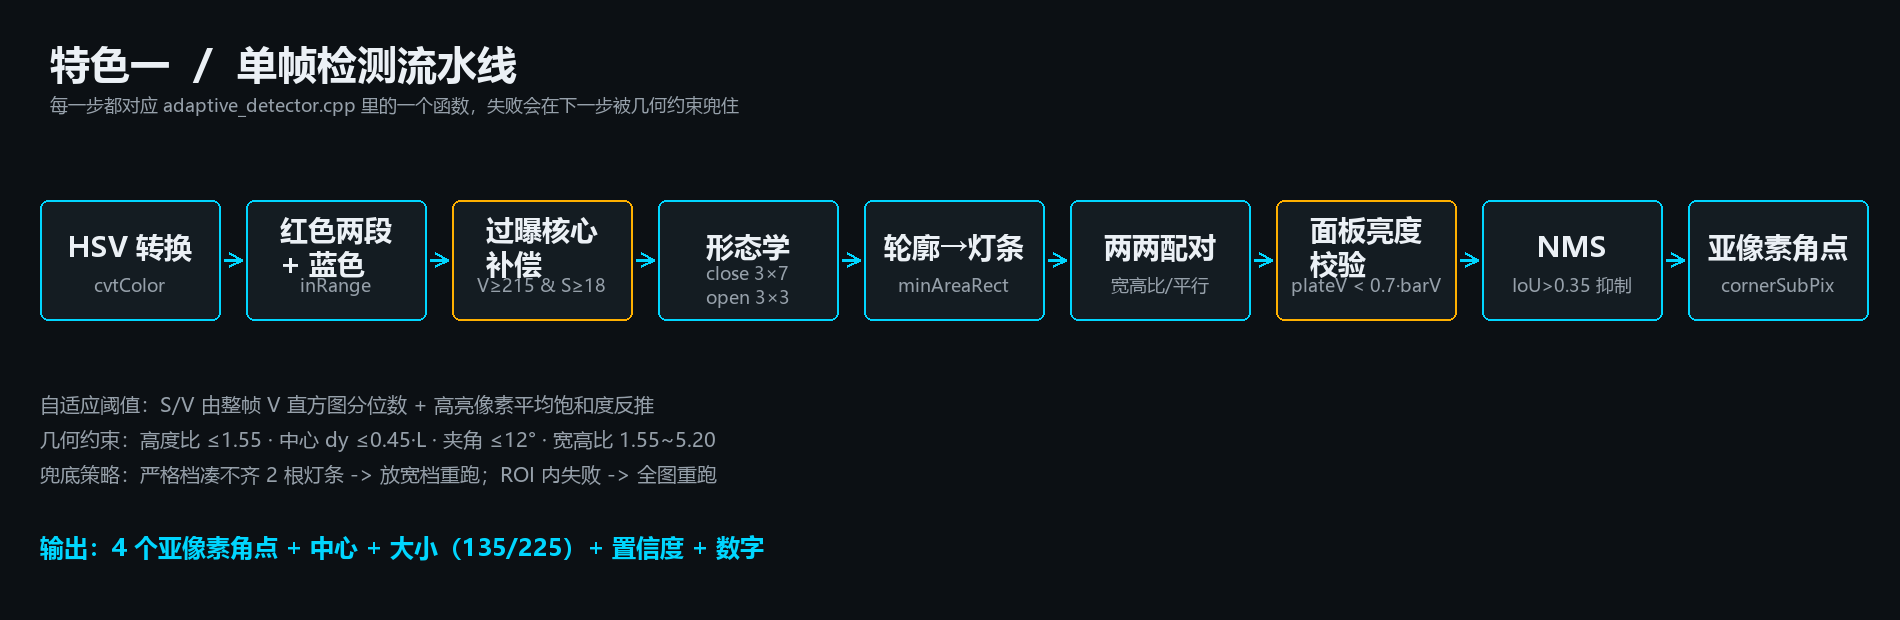 特色一 / 单帧检测流水线
每一步都对应 adaptive_detector.cpp 里的一个函数，失败会在下一步被几何约束兜住
HSV 转换
cvtColor
红色两段
+ 蓝色
inRange
过曝核心
补偿
V≥215 & S≥18
形态学
close 3×7
open 3×3
轮廓→灯条
minAreaRect
两两配对
宽高比/平行
面板亮度
校验
plateV < 0.7·barV
NMS
IoU>0.35 抑制
亚像素角点
cornerSubPix
自适应阈值：S/V 由整帧 V 直方图分位数 + 高亮像素平均饱和度反推
几何约束：高度比 ≤1.55 · 中心 dy ≤0.45·L · 夹角 ≤12° · 宽高比 1.55~5.20
兜底策略：严格档凑不齐 2 根灯条 -> 放宽档重跑；ROI 内失败 -> 全图重跑
输出：4 个亚像素角点 + 中心 + 大小（135/225）+ 置信度 + 数字